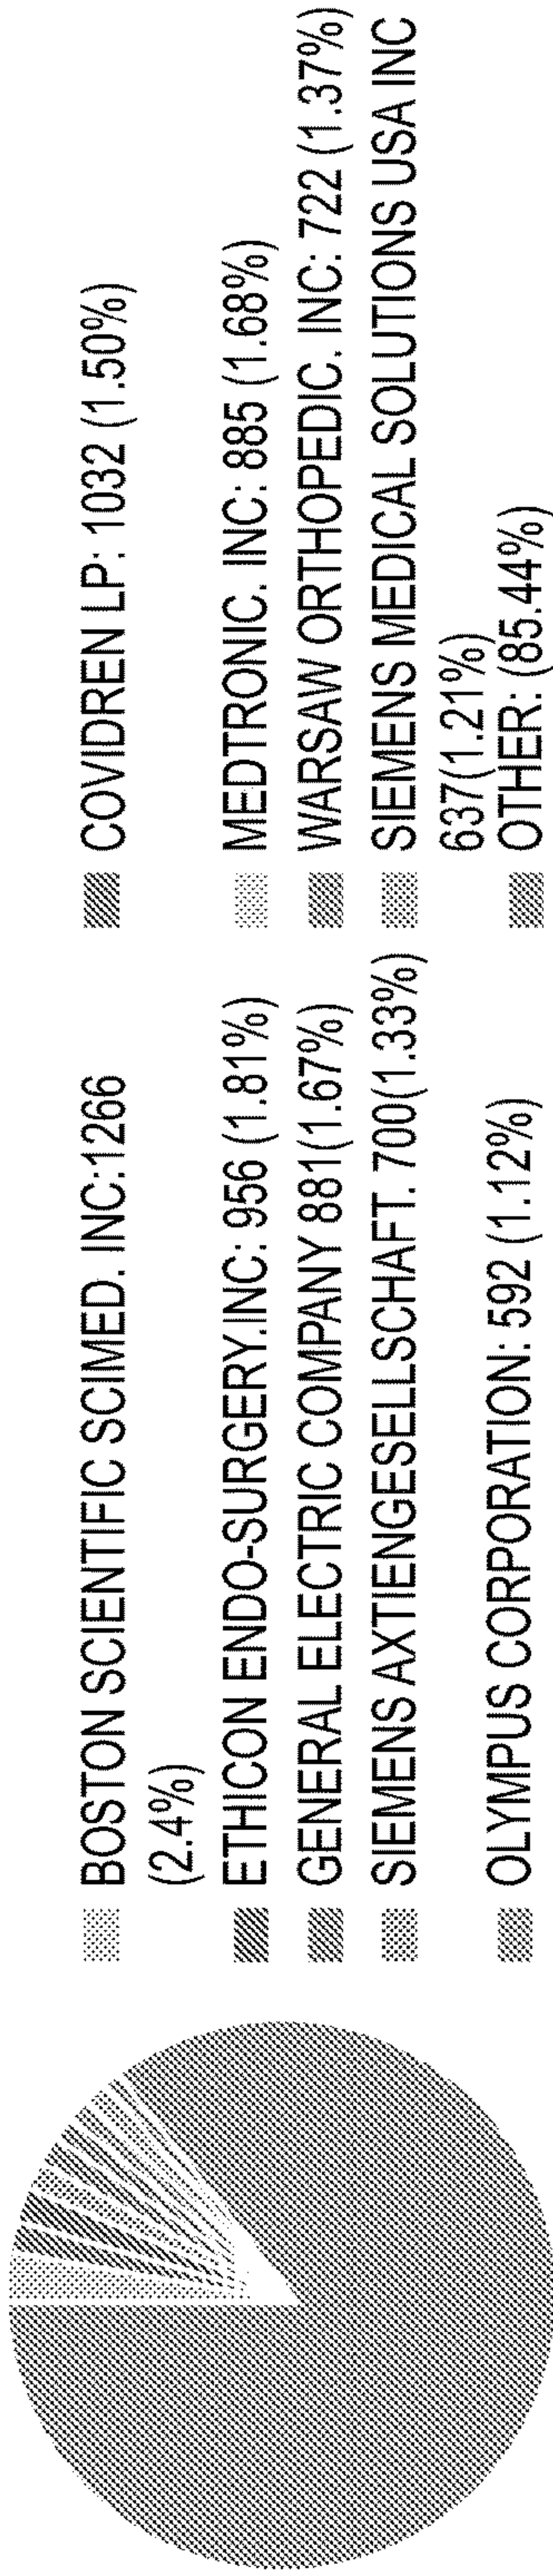 BOSTON SCIENTIFIC SCIMED. INC:1266
(2.4%)
ETHICON ENDO-SURGERY.INC: 956 (1.81%)
GENERAL ELECTRIC COMPANY 881(1.67%)
SIEMENS AXTIENGESELLSCHAFT. 700(1.33%)
OLYMPUS CORPORATION: 592 (1.12%)
COVIDREN LP: 1032 (1.50%)
MEDTRONIC. INC: 885 (1.68%)
WARSAW ORTHOPEDIC. INC: 722 (1.37%)
SIEMENS MEDICAL SOLUTIONS USA INC
637(1.21%)
OTHER: (85.44%)